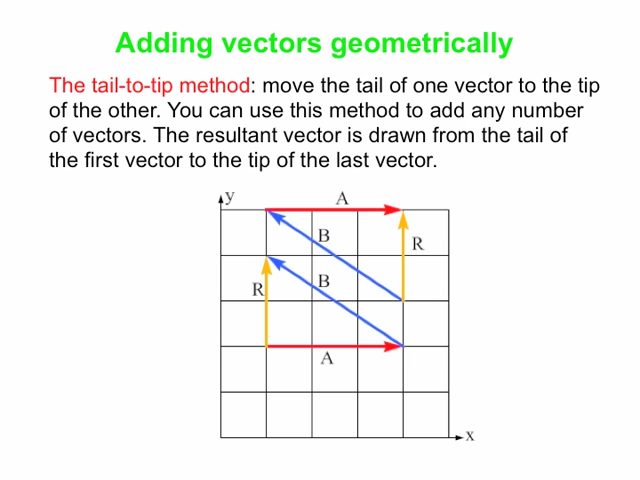 Adding vectors geometrically
The tail-to-tip method: move the tail of one vector to the tip
of the other. You can use this method to add any number
of vectors. The resultant vector is drawn from the tail of
the first vector to the tip of the last vector.
y
A
B
R
B
R
A
x